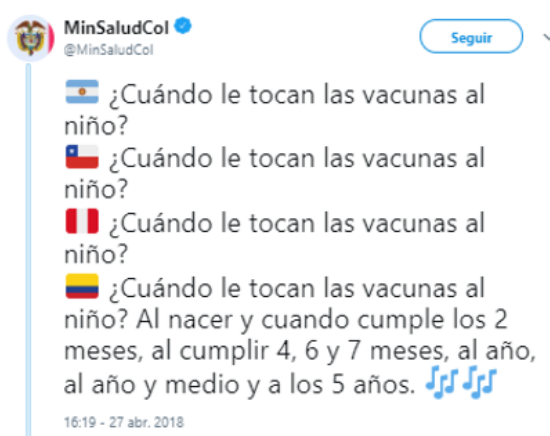 MinSaludCol
@MinSaludCol
Seguir
🇦🇷 ¿Cuándo le tocan las vacunas al
niño?
🇨🇱 ¿Cuándo le tocan las vacunas al
niño?
🇵🇪 ¿Cuándo le tocan las vacunas al
niño?
🇨🇴 ¿Cuándo le tocan las vacunas al
niño? Al nacer y cuando cumple los 2
meses, al cumplir 4, 6 y 7 meses, al año,
al año y medio y a los 5 años. 🎶🎶
16:19 - 27 abr. 2018